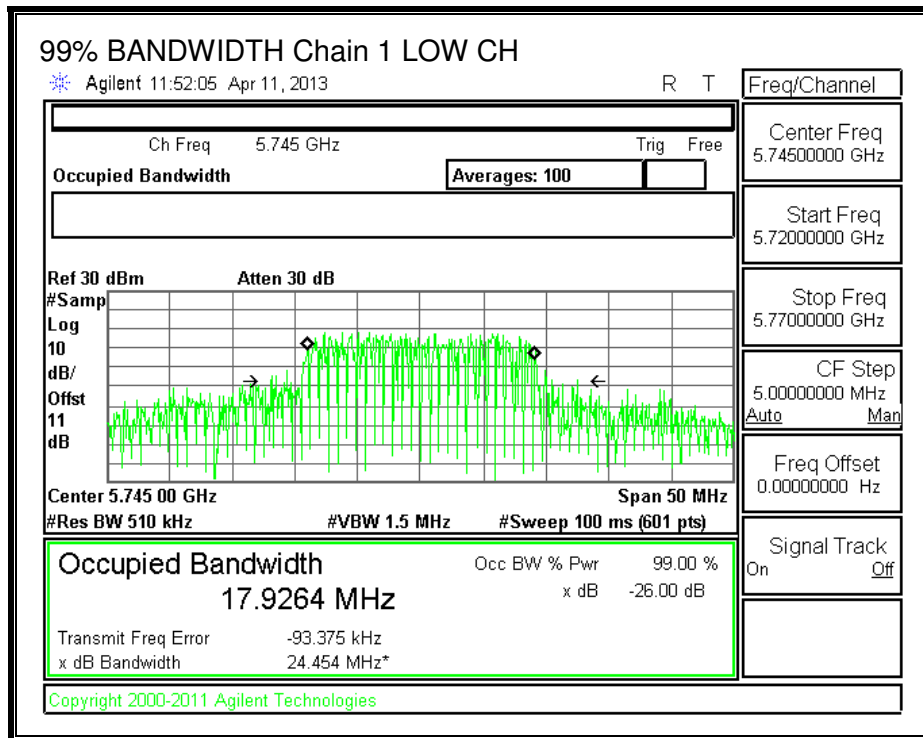 99% BANDWIDTH Chain 1 LOW CH
Agilent 11:52:05 Apr 11, 2013 R T
Freq/Channel
Ch Freq 5.745 GHz Trig Free
Occupied Bandwidth Averages: 100
Center Freq
5.74500000 GHz
Start Freq
5.72000000 GHz
Stop Freq
5.77000000 GHz
CF Step
5.00000000 MHz
Auto Man
Freq Offset
0.00000000 Hz
Signal Track
On Off
Ref 30 dBm Atten 30 dB
#Samp
Log
10
dB/
Offst
11
dB
Center 5.745 00 GHz Span 50 MHz
#Res BW 510 kHz #VBW 1.5 MHz #Sweep 100 ms (601 pts)
Occupied Bandwidth Occ BW % Pwr 99.00 %
17.9264 MHz x dB -26.00 dB
Transmit Freq Error -93.375 kHz
x dB Bandwidth 24.454 MHz*
Copyright 2000-2011 Agilent Technologies